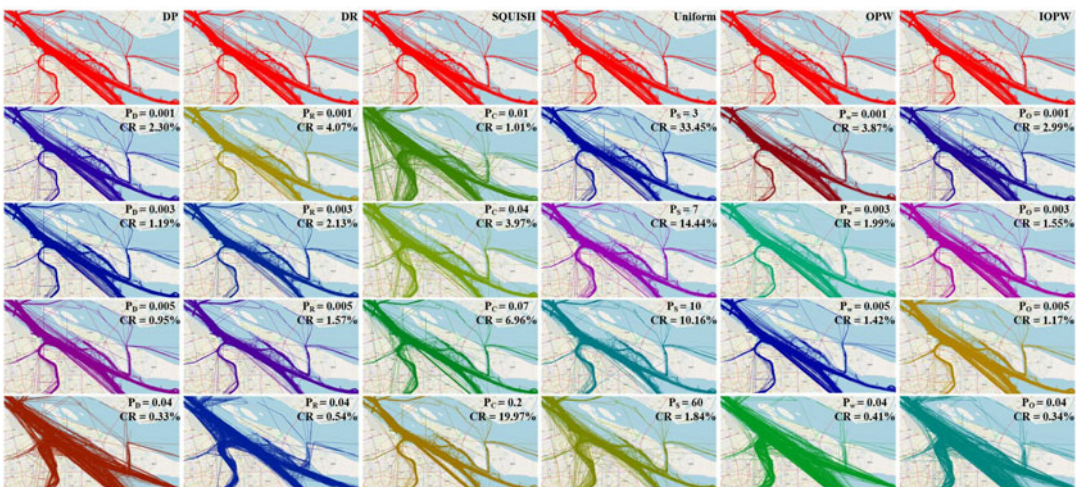 DP
DR
SQUISH
Uniform
OPW
IOPW
P_D = 0.001
CR = 2.30%
P_R = 0.001
CR = 4.07%
P_C = 0.01
CR = 1.01%
P_S = 3
CR = 33.45%
P_w = 0.001
CR = 3.87%
P_O = 0.001
CR = 2.99%
P_D = 0.003
CR = 1.19%
P_R = 0.003
CR = 2.13%
P_C = 0.04
CR = 3.97%
P_S = 7
CR = 14.44%
P_w = 0.003
CR = 1.99%
P_O = 0.003
CR = 1.55%
P_D = 0.005
CR = 0.95%
P_R = 0.005
CR = 1.57%
P_C = 0.07
CR = 6.96%
P_S = 10
CR = 10.16%
P_w = 0.005
CR = 1.42%
P_O = 0.005
CR = 1.17%
P_D = 0.04
CR = 0.33%
P_R = 0.04
CR = 0.54%
P_C = 0.2
CR = 19.97%
P_S = 60
CR = 1.84%
P_w = 0.04
CR = 0.41%
P_O = 0.04
CR = 0.34%